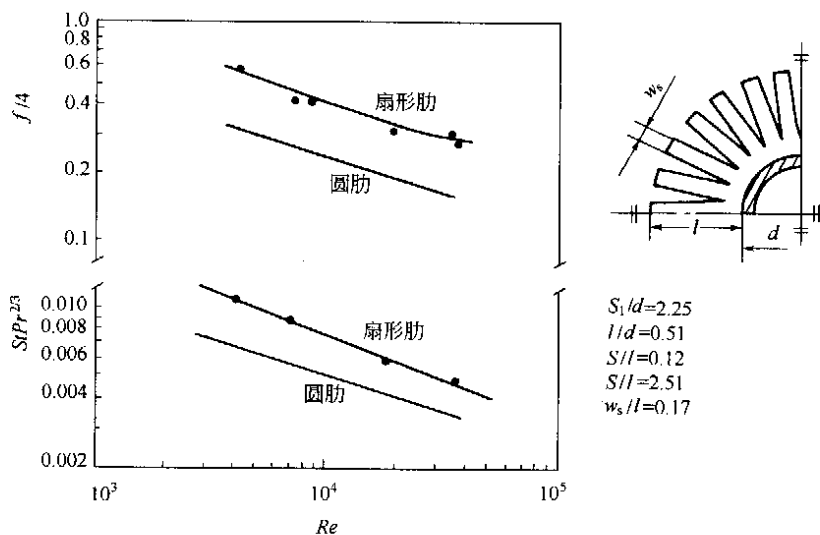 1.0
0.8
0.6
0.4
0.2
0.1
f/4
扇形肋
圆肋
0.010
0.008
0.006
0.004
0.002
StPr^{2/3}
扇形肋
圆肋
10^3
10^4
10^5
Re
w_s
l
d
S_1/d=2.25
l/d=0.51
S/l=0.12
S/l=2.51
w_s/l=0.17